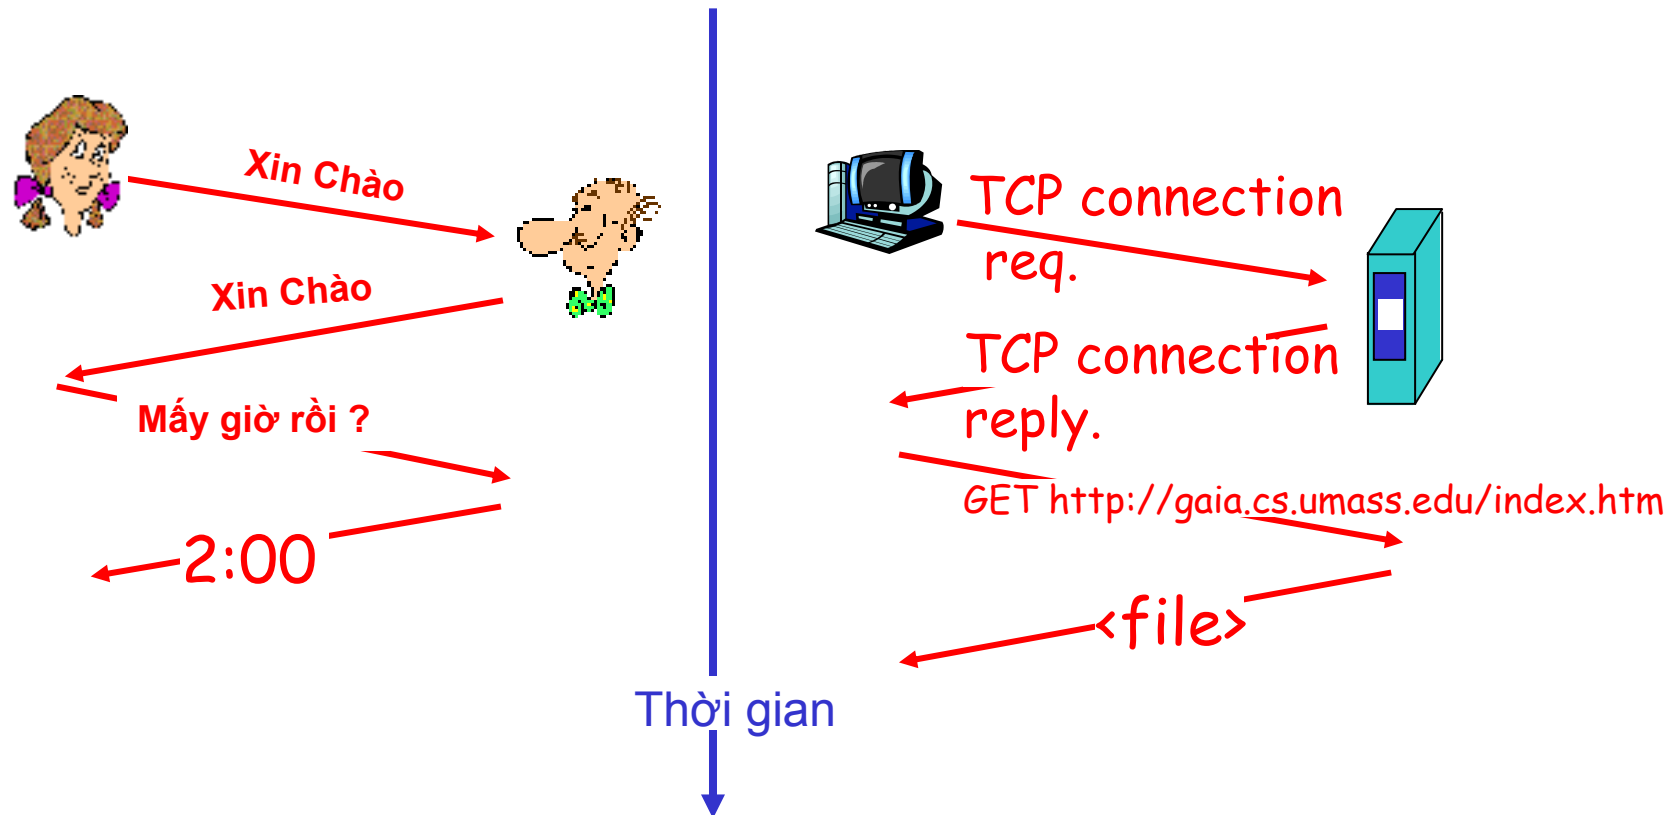 Xin Chào
Xin Chào
Mấy giờ rồi ?
2:00
TCP connection
req.
TCP connection
reply.
GET http://gaia.cs.umass.edu/index.htm
<file>
Thời gian